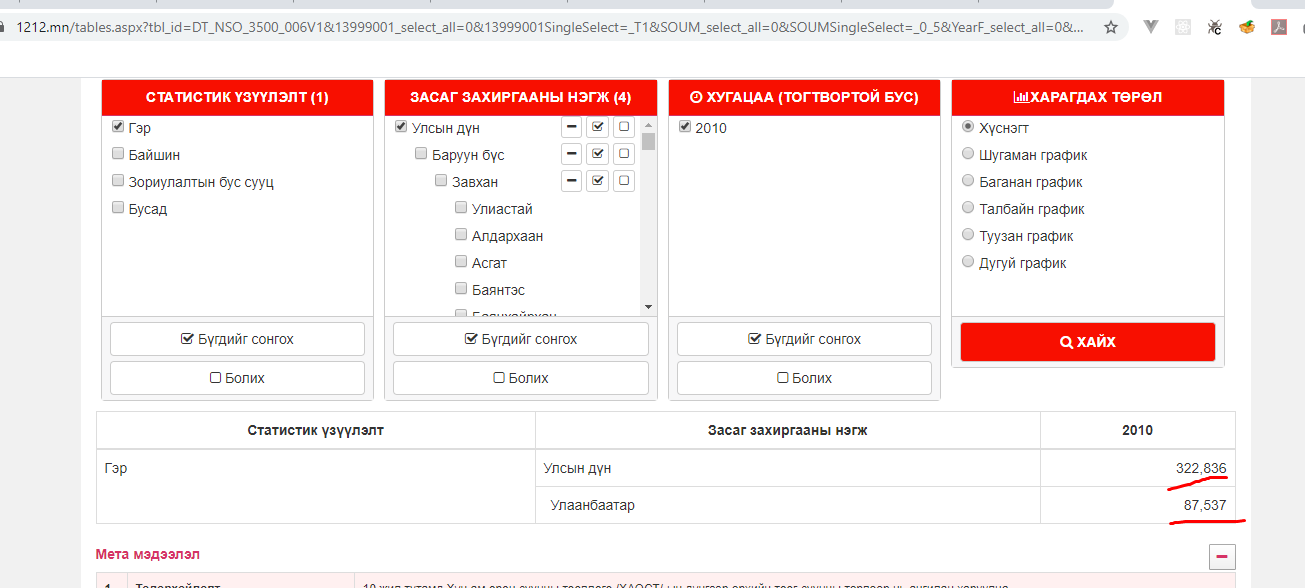 1212.mn/tables.aspx?tbl_id=DT_NSO_3500_006V1&13999001_select_all=0&13999001SingleSelect=_T1&SOUM_select_all=0&SOUMSingleSelect=_0_5&YearF_select_all=0&...
СТАТИСТИК ҮЗҮҮЛЭЛТ (1)
Гэр
Байшин
Зориулалтын бус сууц
Бусад
Бүгдийг сонгох
Болих
ЗАСАГ ЗАХИРГААНЫ НЭГЖ (4)
Улсын дүн
Баруун бүс
Завхан
Улиастай
Алдархаан
Асгат
Баянтэс
Баянхайрхан
Бүгдийг сонгох
Болих
ХУГАЦАА (ТОГТВОРТОЙ БУС)
2010
Бүгдийг сонгох
Болих
ХАРАГДАХ ТӨРӨЛ
Хүснэгт
Шугаман график
Баганан график
Талбайн график
Туузан график
Дугуй график
ХАЙХ
Статистик үзүүлэлт Засаг захиргааны нэгж 2010
Гэр Улсын дүн 322,836
Улаанбаатар 87,537
Мета мэдээлэл